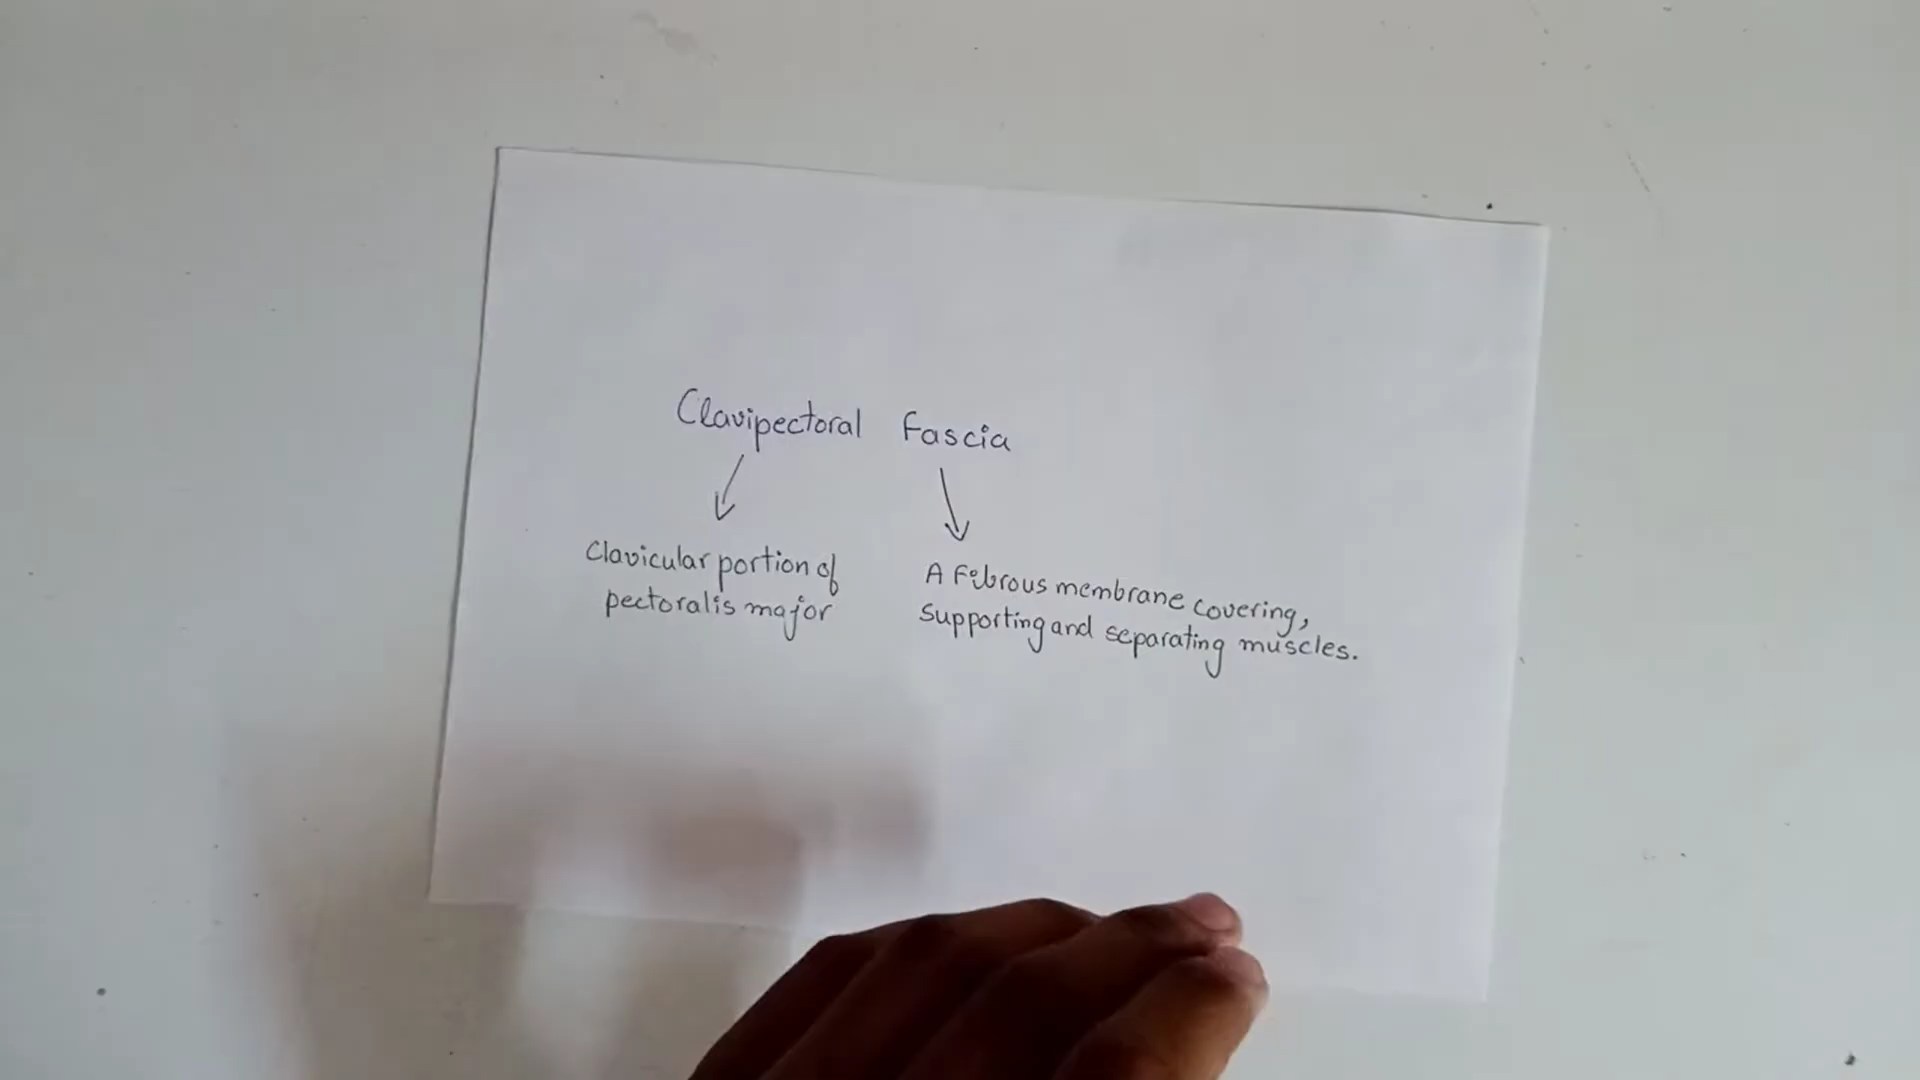 Clavipectoral Fascia
Clavicular portion of
pectoralis major
A Fibrous membrane covering,
Supporting and separating muscles.